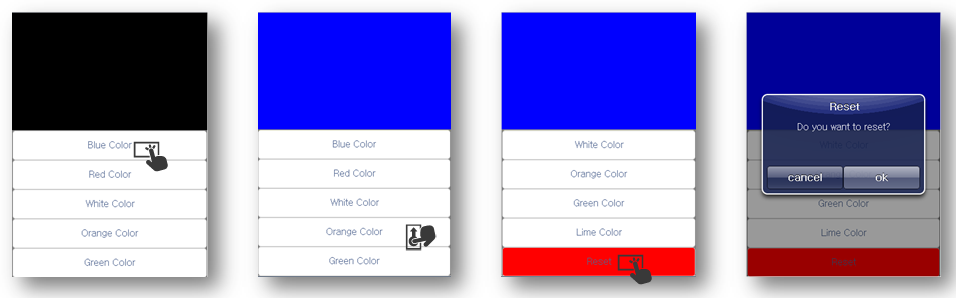 Blue Color
Red Color
White Color
Orange Color
Green Color
Blue Color
Red Color
White Color
Orange Color
Green Color
White Color
Orange Color
Green Color
Lime Color
Reset
Reset
Do you want to reset?
White Color
cancel
ok
Green Color
Lime Color
Reset